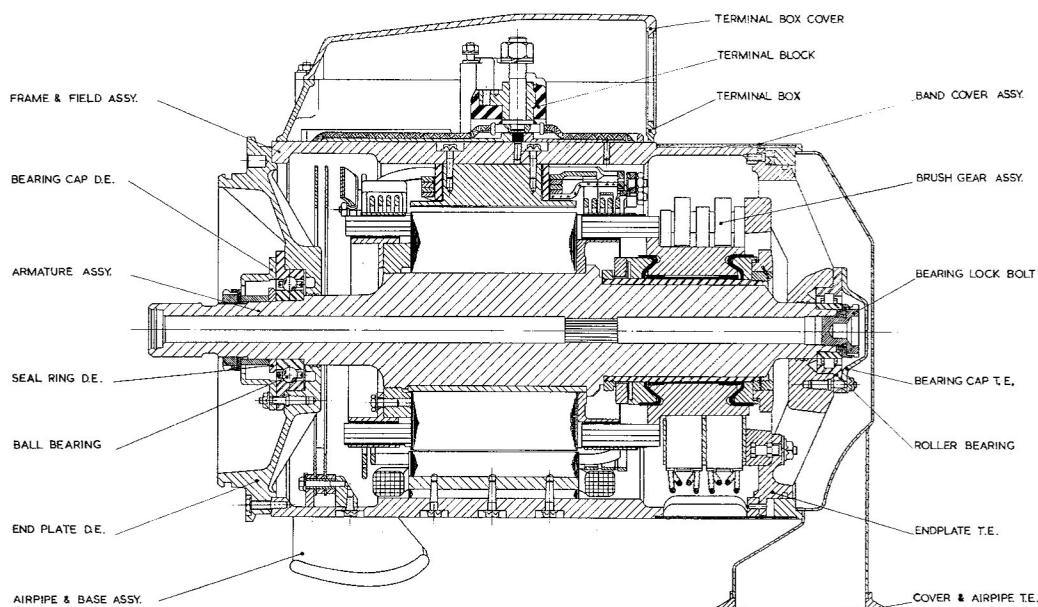 TERMINAL BOX COVER
TERMINAL BLOCK
FRAME & FIELD ASSY.
TERMINAL BOX
BAND COVER ASSY.
BEARING CAP D.E.
BRUSH GEAR ASSY.
ARMATURE ASSY.
BEARING LOCK BOLT
SEAL RING D.E.
BEARING CAP T.E.
BALL BEARING
ROLLER BEARING
END PLATE D.E.
ENDPLATE T.E.
AIRPIPE & BASE ASSY.
COVER & AIRPIPE T.E.